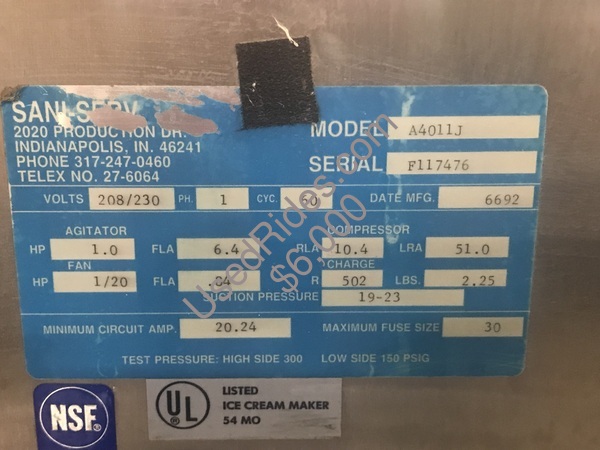 SANI-SERV
2020 PRODUCTION DR.
INDIANAPOLIS, IN. 46241
PHONE 317-247-0460
TELEX NO. 27-6064
MODEL A4011J
SERIAL F117476
VOLTS 208/230 PH. 1 CYC. 60 DATE MFG. 6692
AGITATOR COMPRESSOR
HP 1.0 FLA 6.4 RLA 10.4 LRA 51.0
FAN CHARGE
HP 1/20 FLA .84 R 502 LBS. 2.25
SUCTION PRESSURE 19-23
MINIMUM CIRCUIT AMP. 20.24 MAXIMUM FUSE SIZE 30
TEST PRESSURE: HIGH SIDE 300 LOW SIDE 150 PSIG
UsedRides.com
$6,000
NSF.
UL
LISTED
ICE CREAM MAKER
54 MO